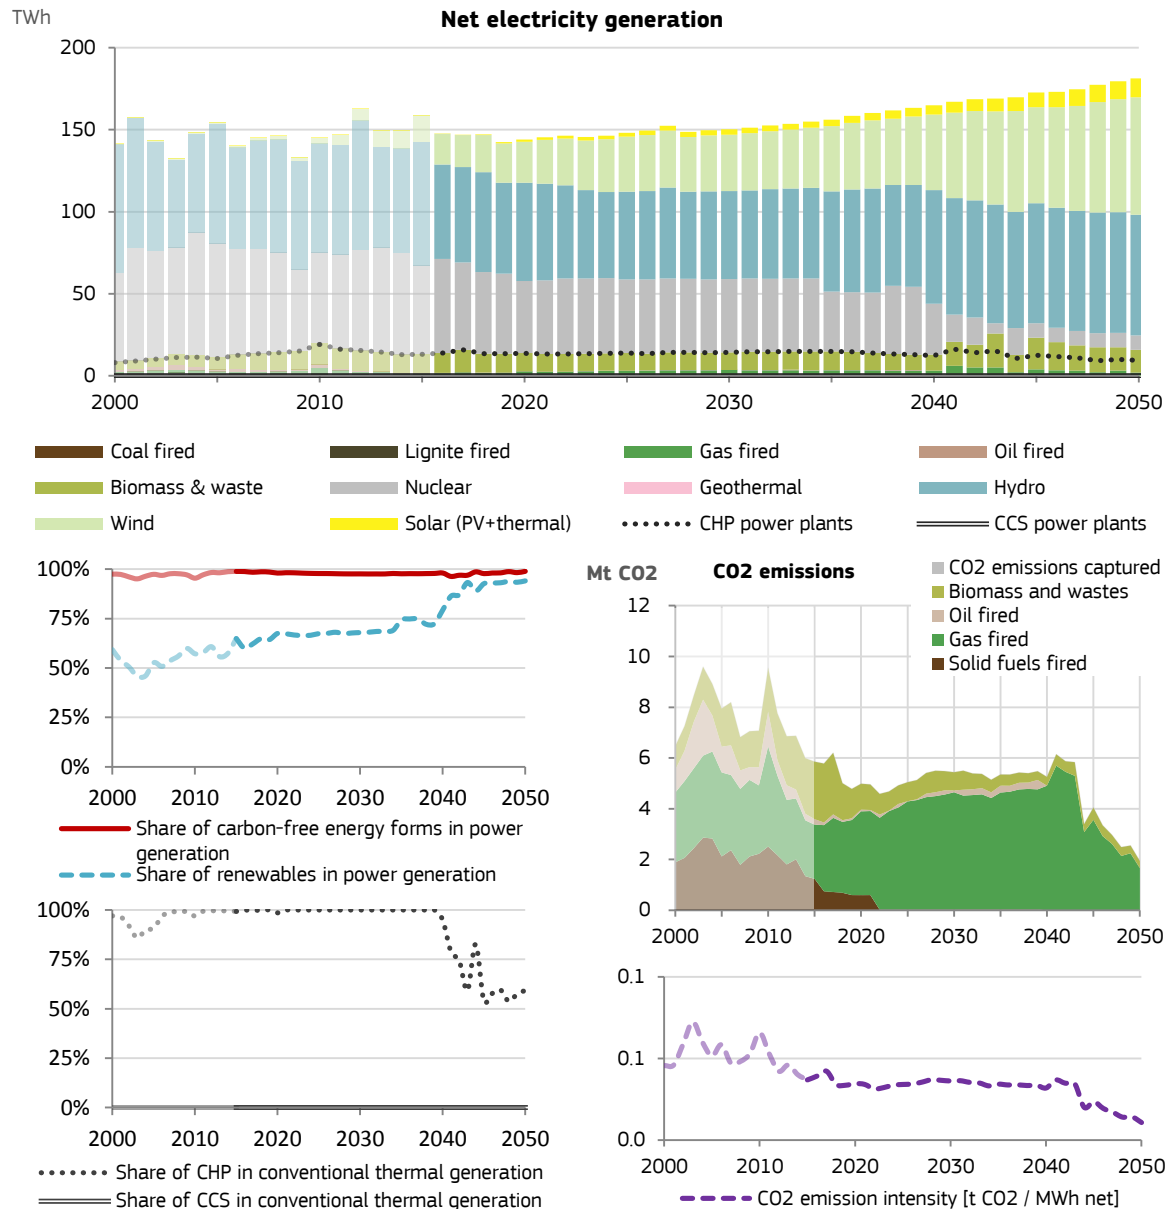 TWh
Net electricity generation
200
150
100
50
0
2000 2010 2020 2030 2040 2050
Coal fired Lignite fired Gas fired Oil fired
Biomass & waste Nuclear Geothermal Hydro
Wind Solar (PV+thermal) CHP power plants CCS power plants
100%
75%
50%
25%
0%
2000 2010 2020 2030 2040 2050
Share of carbon-free energy forms in power
generation
Share of renewables in power generation
Mt CO2 CO2 emissions
CO2 emissions captured
Biomass and wastes
Oil fired
Gas fired
Solid fuels fired
12
10
8
6
4
2
0
2000 2010 2020 2030 2040 2050
100%
75%
50%
25%
0%
2000 2010 2020 2030 2040 2050
Share of CHP in conventional thermal generation
Share of CCS in conventional thermal generation
0.1
0.1
0.0
2000 2010 2020 2030 2040 2050
CO2 emission intensity [t CO2 / MWh net]